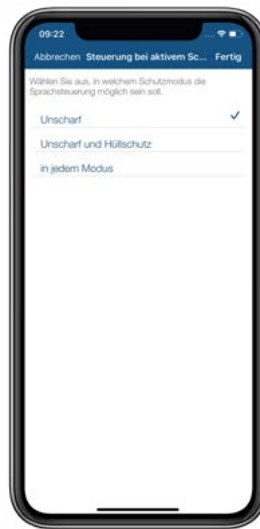 09:22
Abbrechen Steuerung bei aktivem Sc... Fertig
Wählen Sie aus, in welchem Schutzmodus die
Sprachsteuerung möglich sein soll.
Unscharf
Unscharf und Hüllschutz
in jedem Modus